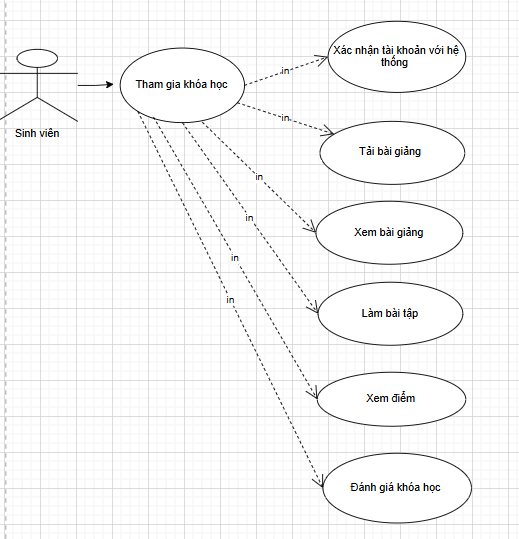 Xác nhận tài khoản với hệ
thống
in
Tham gia khóa học
in
Sinh viên
Tải bài giảng
in
in
Xem bài giảng
in
in
Làm bài tập
Xem điểm
Đánh giá khóa học